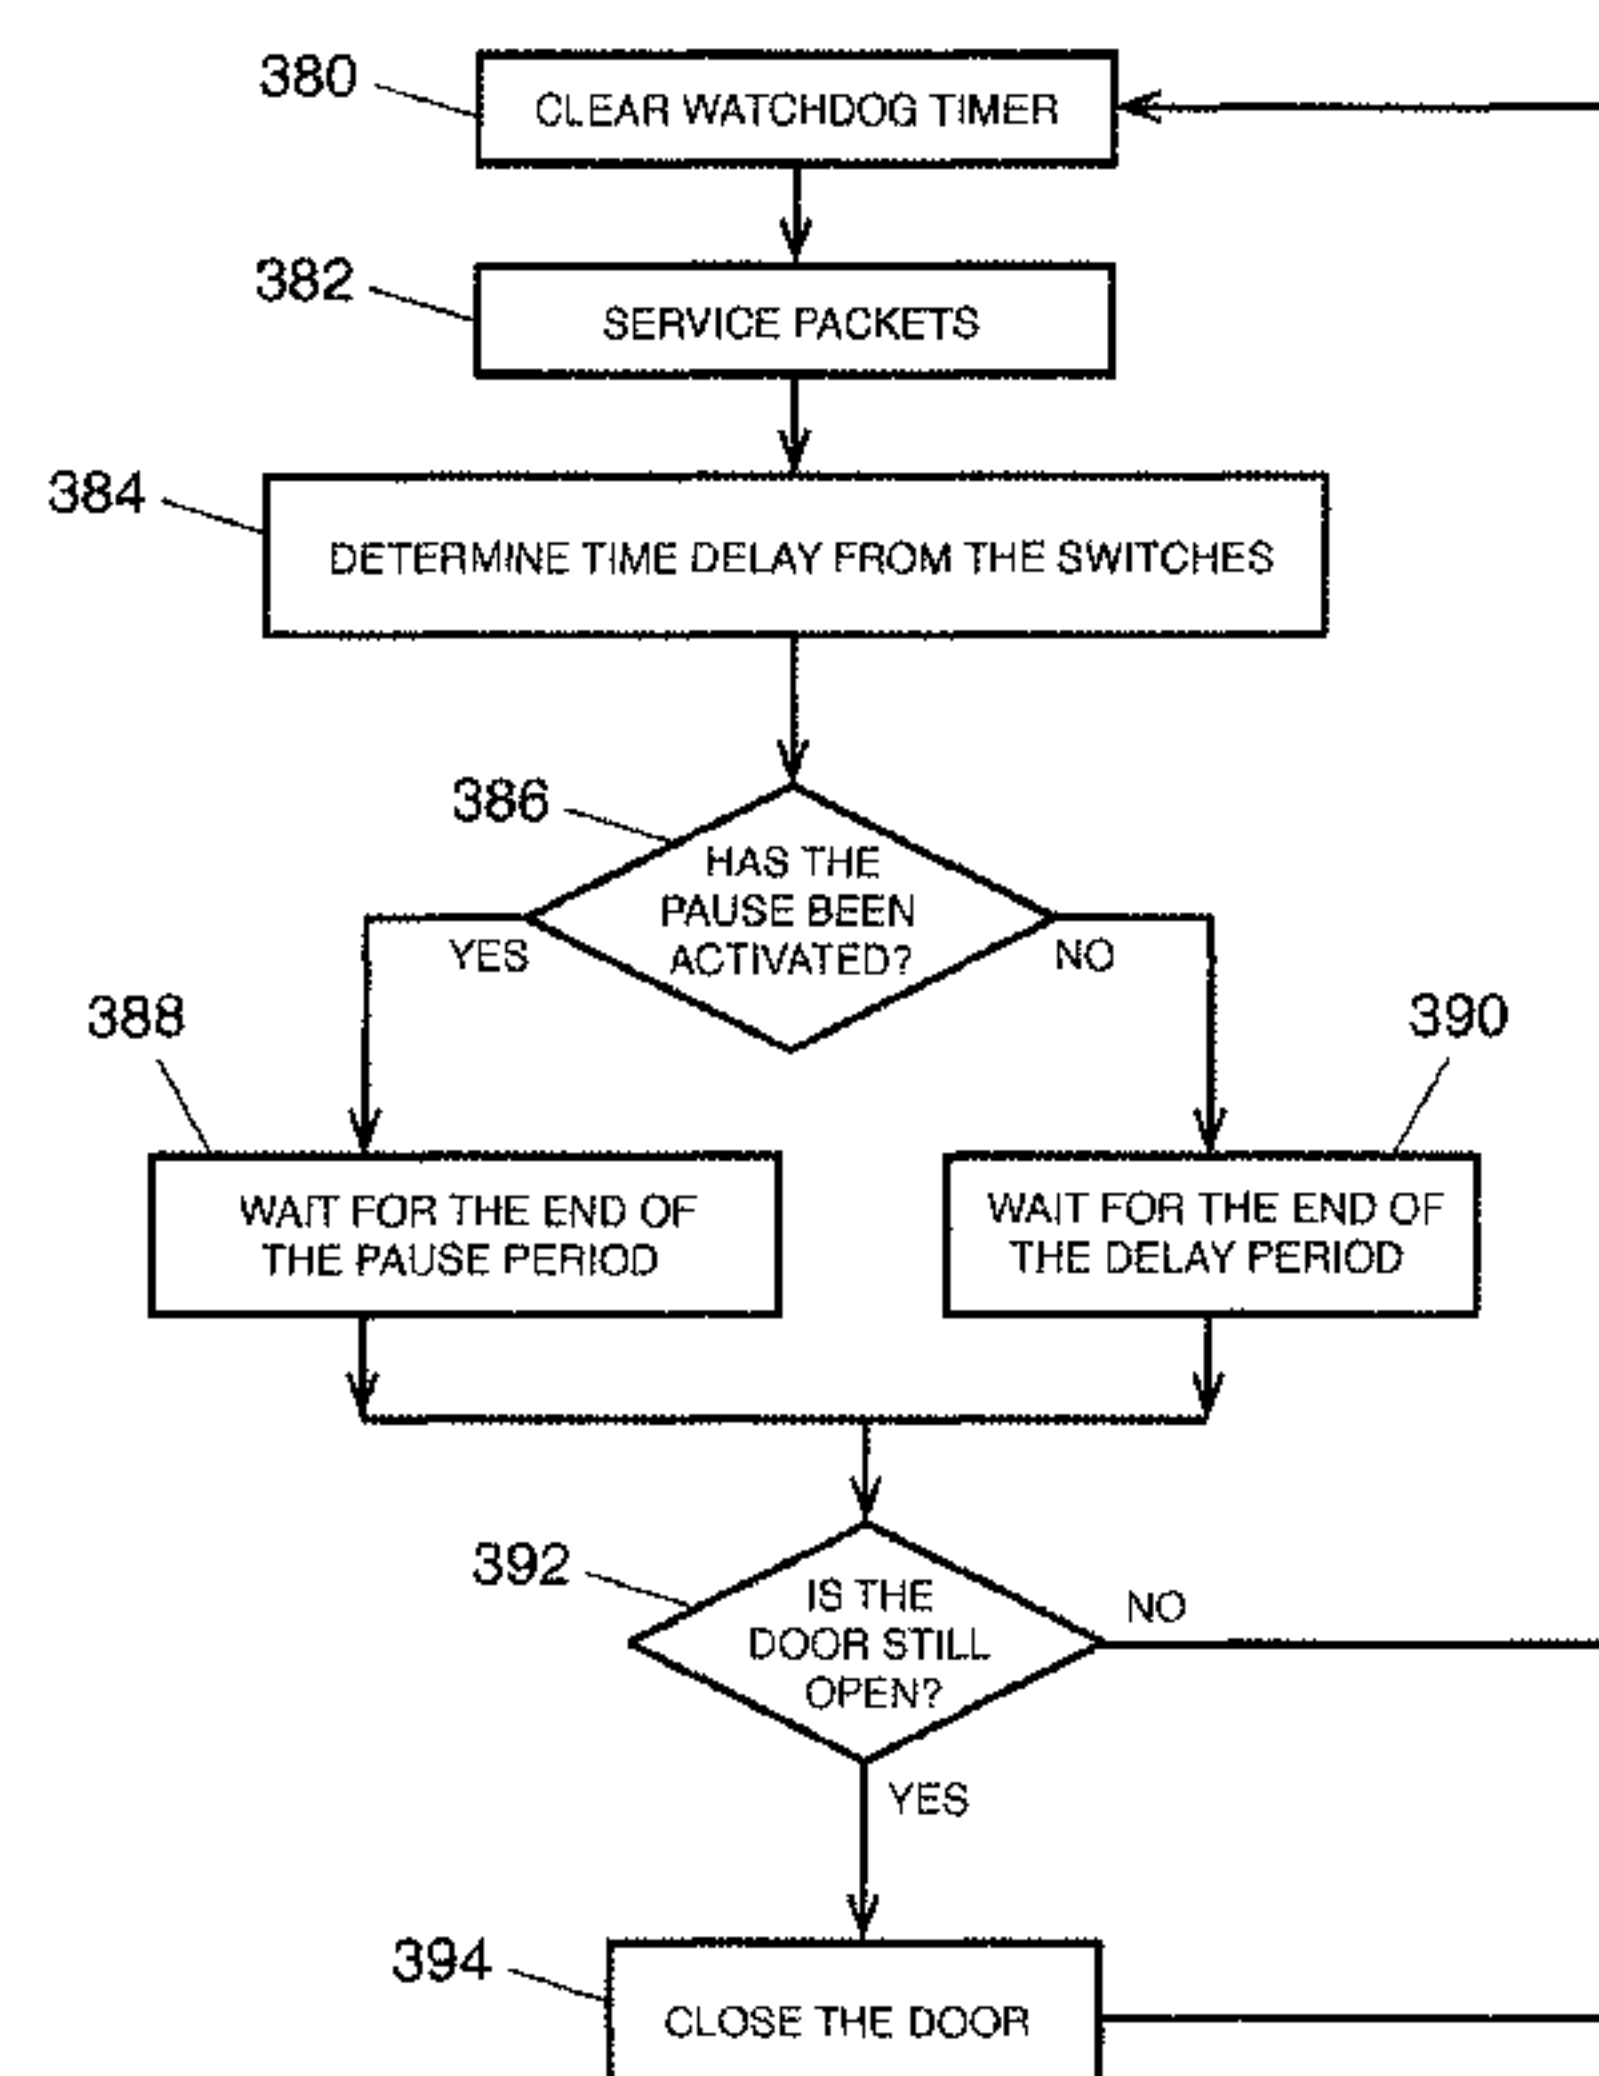 380
CLEAR WATCHDOG TIMER
382
SERVICE PACKETS
384
DETERMINE TIME DELAY FROM THE SWITCHES
386
HAS THE
PAUSE BEEN
ACTIVATED?
YES
NO
388
390
WAIT FOR THE END OF
THE PAUSE PERIOD
WAIT FOR THE END OF
THE DELAY PERIOD
392
IS THE
DOOR STILL
OPEN?
NO
YES
394
CLOSE THE DOOR